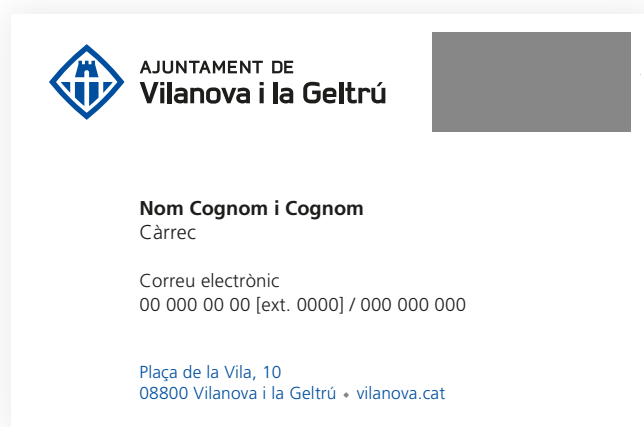 AJUNTAMENT DE
Vilanova i la Geltrú
Nom Cognom i Cognom
Càrrec
Correu electrònic
00 000 00 00 [ext. 0000] / 000 000 000
Plaça de la Vila, 10
08800 Vilanova i la Geltrú ⬥ vilanova.cat